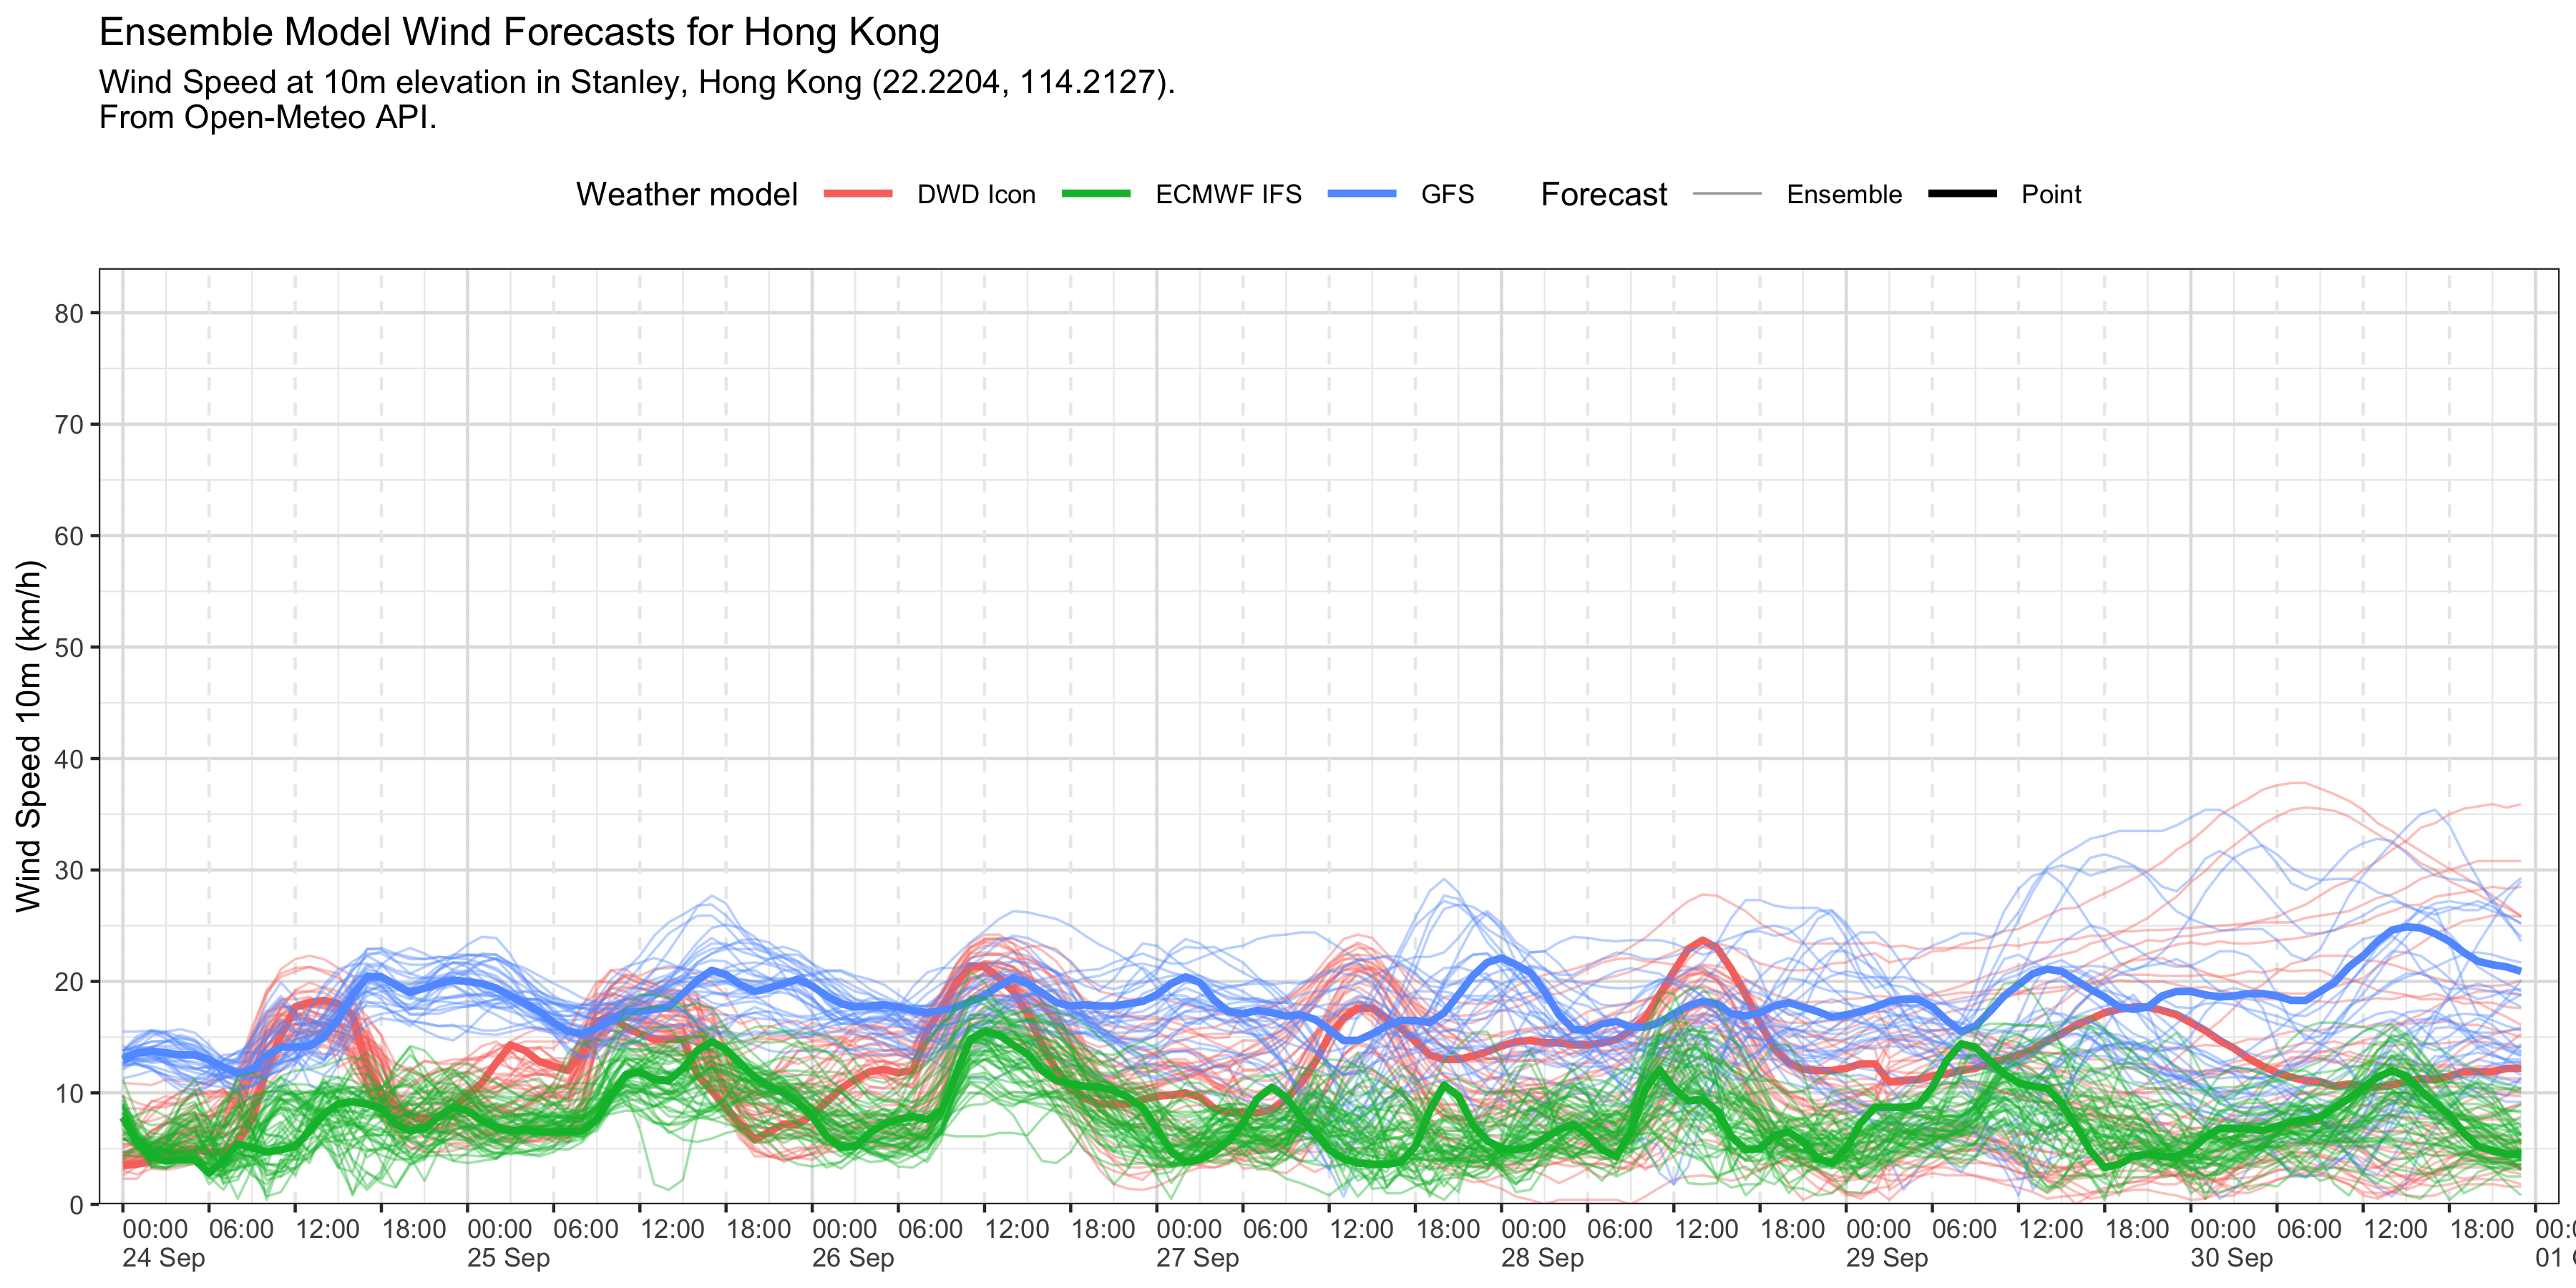 Ensemble Model Wind Forecasts for Hong Kong
Wind Speed at 10m elevation in Stanley, Hong Kong (22.2204, 114.2127).
From Open-Meteo API.
Weather model DWD Icon ECMWF IFS GFS Forecast Ensemble Point
Wind Speed 10m (km/h)
80
70
60
50
40
30
20
10
0
00:00 06:00 12:00 18:00 00:00 06:00 12:00 18:00 00:00 06:00 12:00 18:00 00:00 06:00 12:00 18:00 00:00 06:00 12:00 18:00 00:00 06:00 12:00 18:00 00:00 06:00 12:00 18:00
24 Sep 25 Sep 26 Sep 27 Sep 28 Sep 29 Sep 30 Sep 01